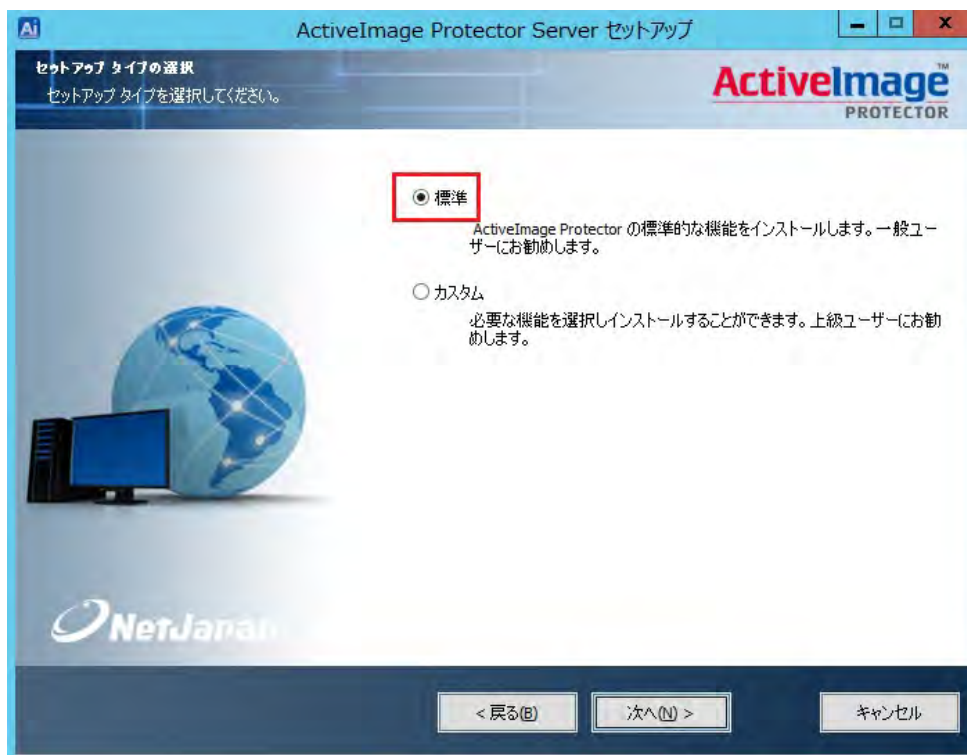 Ai
ActiveImage Protector Server セットアップ
セットアップ タイプの選択
セットアップ タイプを選択してください。
ActiveImage™
PROTECTOR
標準
ActiveImage Protector の標準的な機能をインストールします。一般ユー
ザーにお勧めします。
カスタム
必要な機能を選択しインストールすることができます。上級ユーザーにお勧
めします。
NetJapan
< 戻る(B)
次へ(N) >
キャンセル